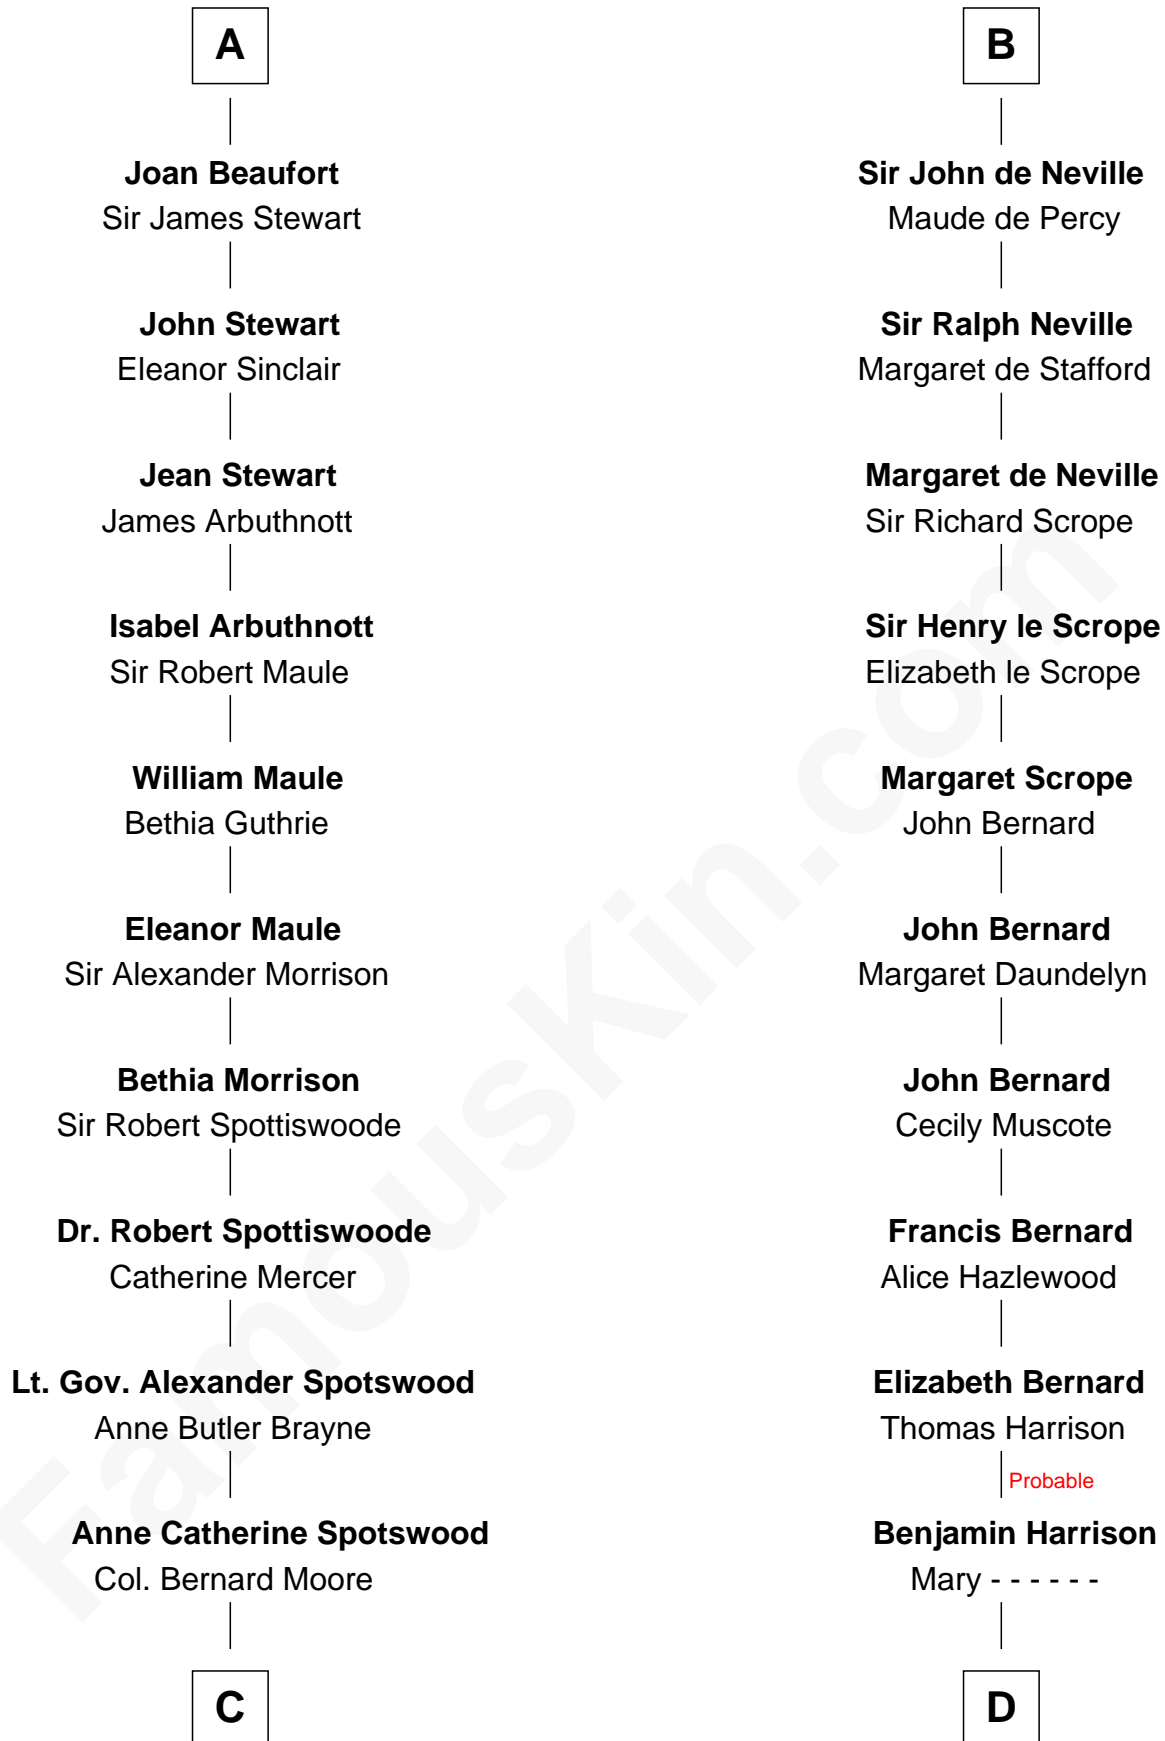 A
Joan Beaufort
Sir James Stewart
John Stewart
Eleanor Sinclair
Jean Stewart
James Arbuthnott
Isabel Arbuthnott
Sir Robert Maule
William Maule
Bethia Guthrie
Eleanor Maule
Sir Alexander Morrison
Bethia Morrison
Sir Robert Spottiswoode
Dr. Robert Spottiswoode
Catherine Mercer
Lt. Gov. Alexander Spotswood
Anne Butler Brayne
Anne Catherine Spotswood
Col. Bernard Moore
C
B
Sir John de Neville
Maude de Percy
Sir Ralph Neville
Margaret de Stafford
Margaret de Neville
Sir Richard Scrope
Sir Henry le Scrope
Elizabeth le Scrope
Margaret Scrope
John Bernard
John Bernard
Margaret Daundelyn
John Bernard
Cecily Muscote
Francis Bernard
Alice Hazlewood
Elizabeth Bernard
Thomas Harrison
Probable
Benjamin Harrison
Mary - - - - - -
D
FamousKin.com